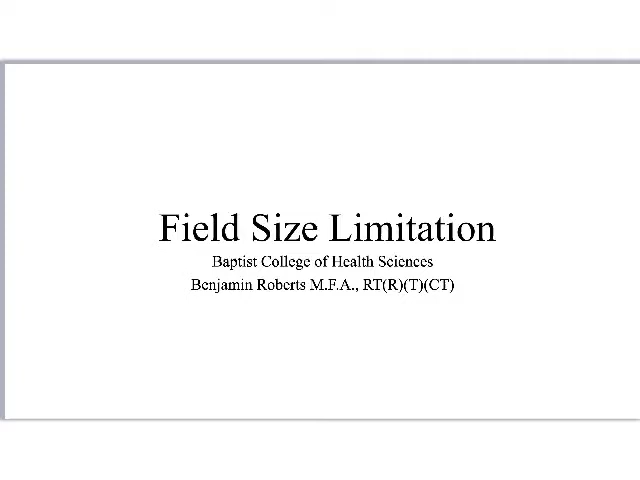 Field Size Limitation
Baptist College of Health Sciences
Benjamin Roberts M.F.A., RT(R)(T)(CT)